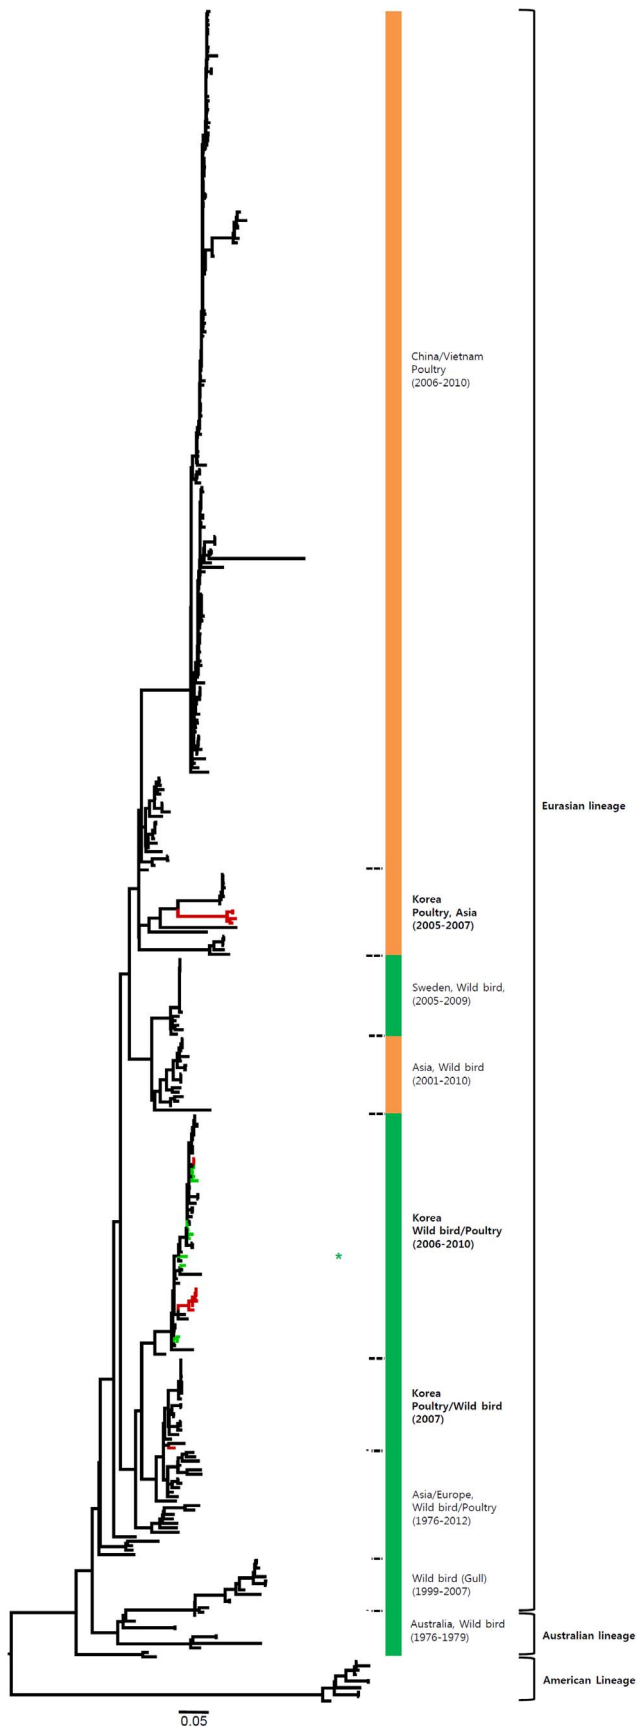 China/Vietnam
Poultry
(2006-2010)
Eurasian lineage
Korea
Poultry, Asia
(2005-2007)
Sweden, Wild bird,
(2005-2009)
Asia, Wild bird
(2001-2010)
Korea
Wild bird/Poultry
(2006-2010)
*
Korea
Poultry/Wild bird
(2007)
Asia/Europe,
Wild bird/Poultry
(1976-2012)
Wild bird (Gull)
(1999-2007)
Australia, Wild bird
(1976-1979)
Australian lineage
American Lineage
0.05